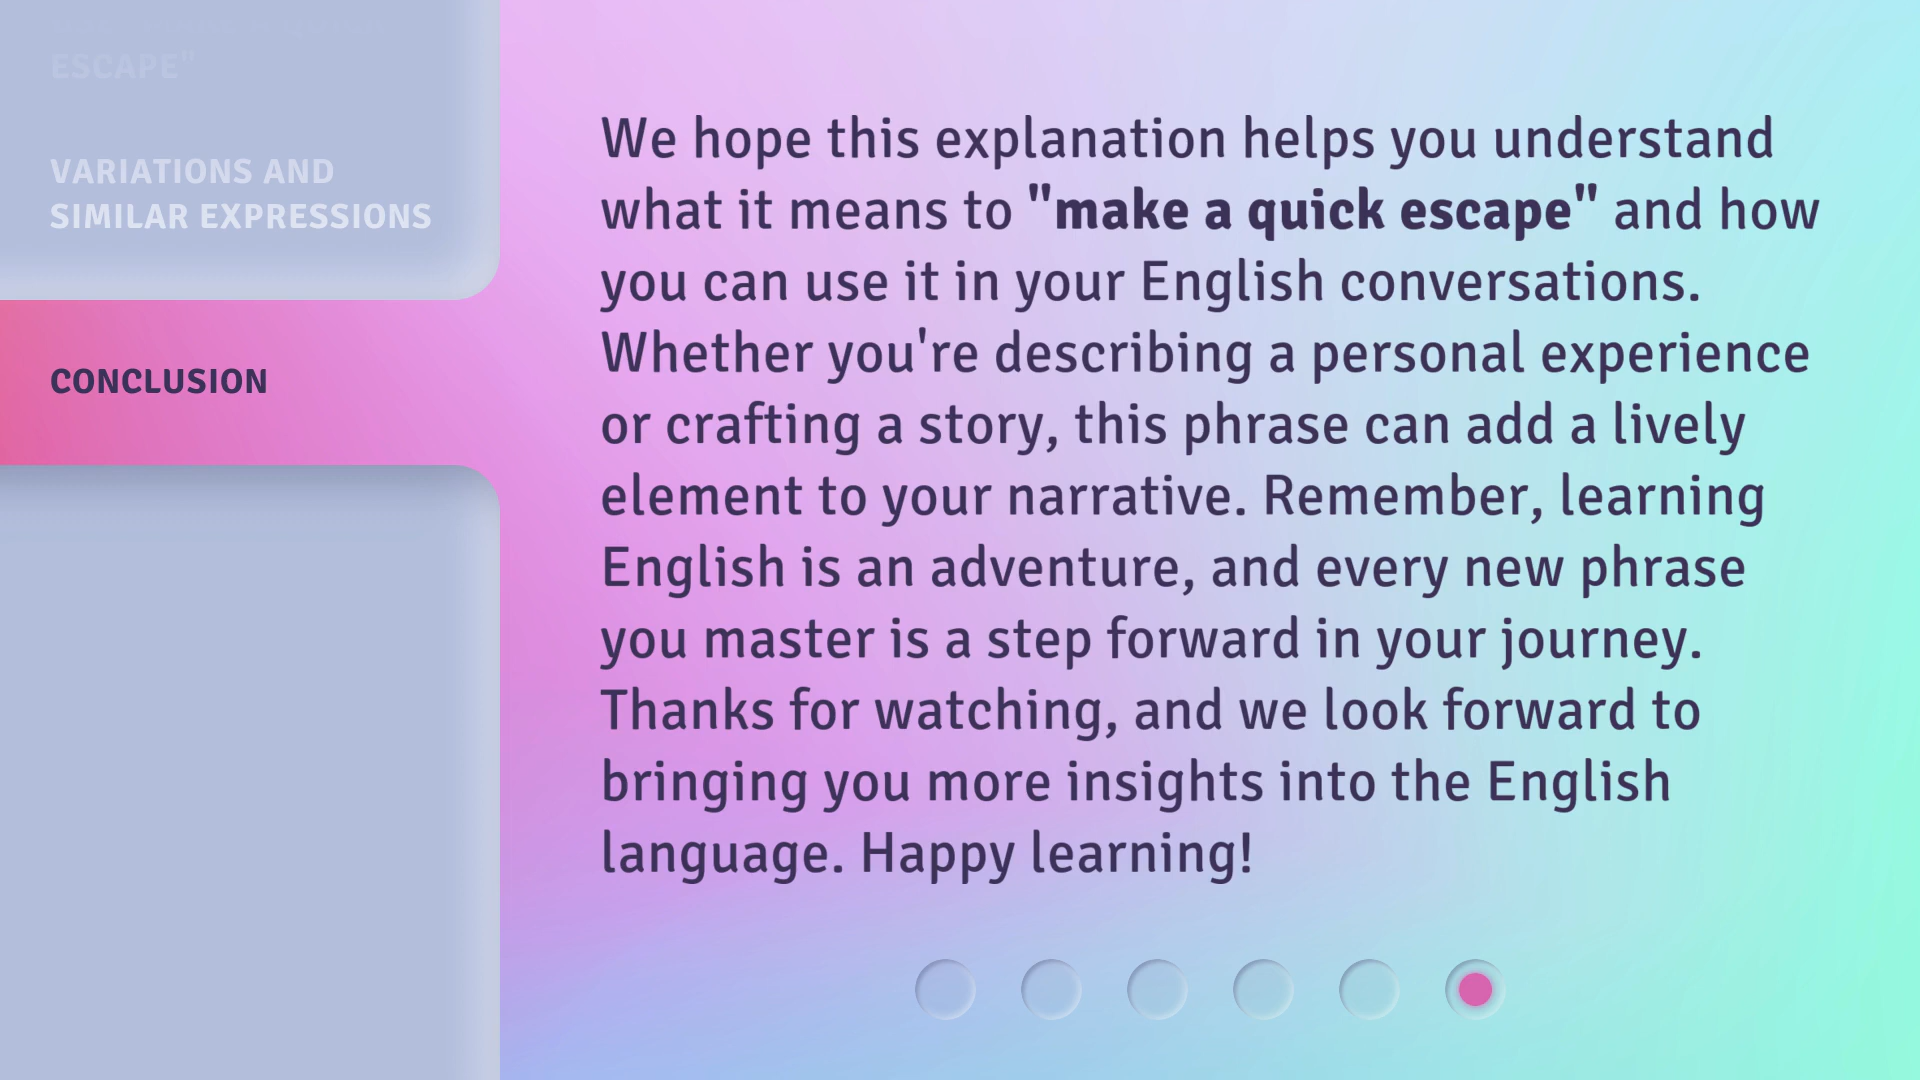 ESCAPE"
VARIATIONS AND
SIMILAR EXPRESSIONS
CONCLUSION
We hope this explanation helps you understand
what it means to "make a quick escape" and how
you can use it in your English conversations.
Whether you're describing a personal experience
or crafting a story, this phrase can add a lively
element to your narrative. Remember, learning
English is an adventure, and every new phrase
you master is a step forward in your journey.
Thanks for watching, and we look forward to
bringing you more insights into the English
language. Happy learning!